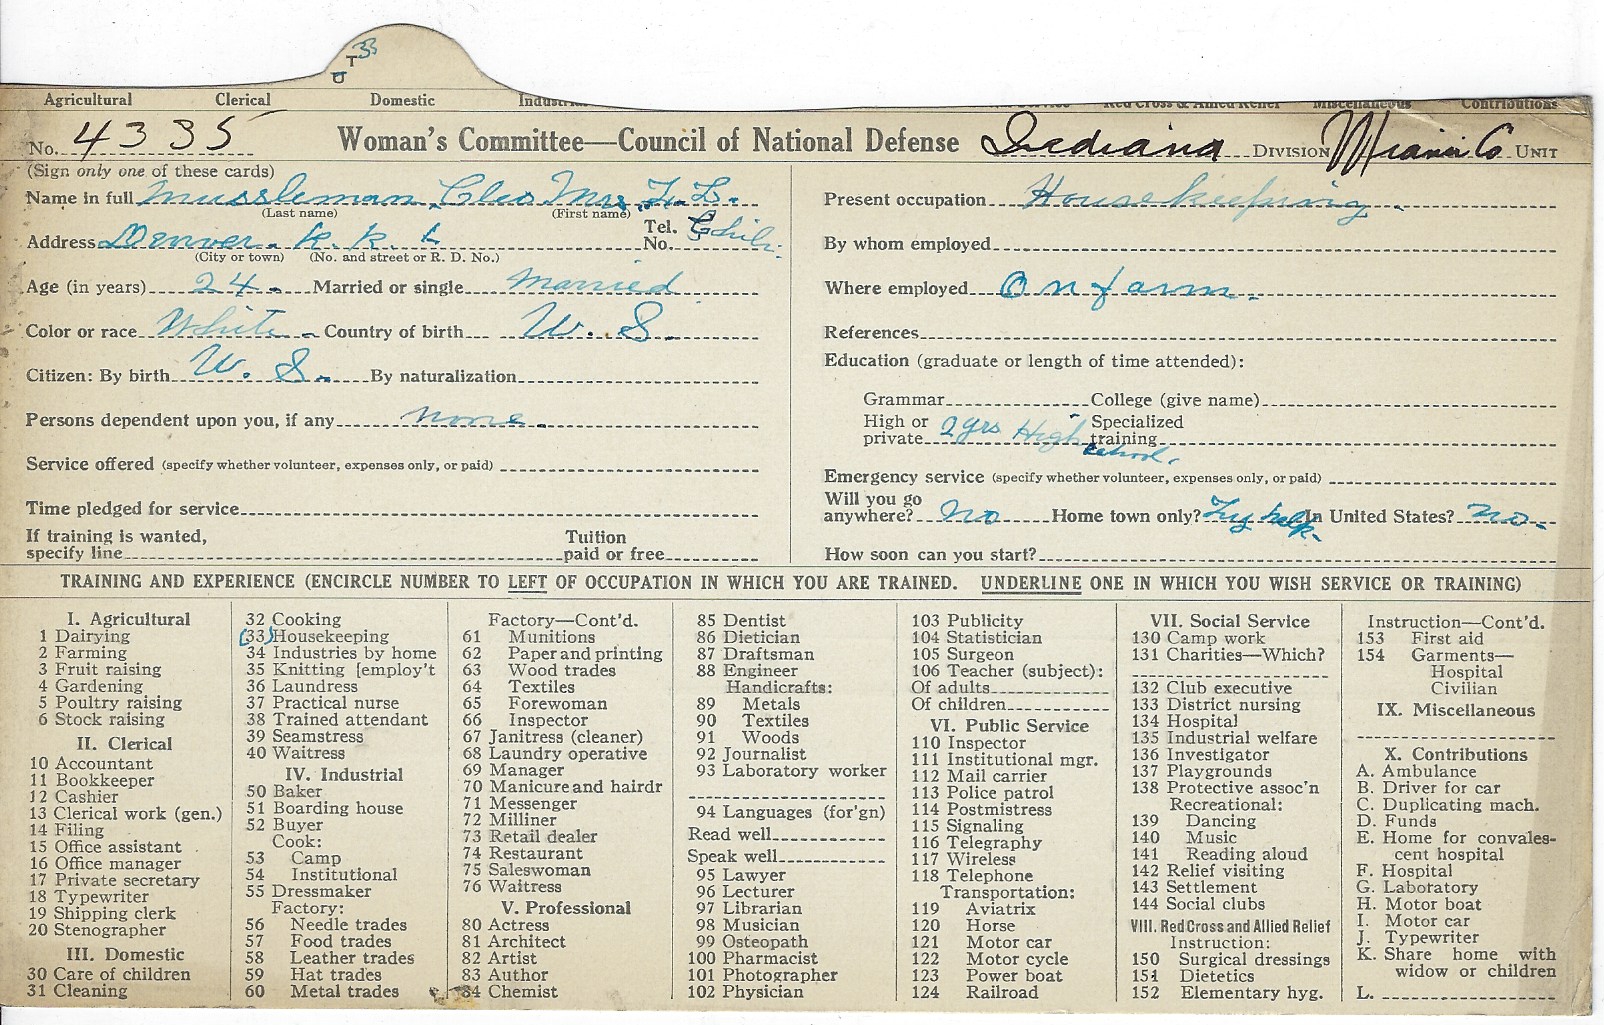 33
T
D
Agricultural Clerical Domestic Red Cross & Allied Relief Miscellaneous Contributions
No. 4335 Woman's Committee—Council of National Defense Indiana DIVISION Miami Co UNIT
(Sign only one of these cards)
Name in full Mussleman, Cleo Mrs.
(Last name) (First name)
Address Denver. R. R. 1 Tel. No. Chili.
(City or town) (No. and street or R. D. No.)
Age (in years) 24. Married or single Married
Color or race White Country of birth U. S.
Citizen: By birth U. S. By naturalization
Persons dependent upon you, if any None.
Service offered (specify whether volunteer, expenses only, or paid)
Time pledged for service
If training is wanted, specify line Tuition paid or free
Present occupation Housekeeping.
By whom employed
Where employed On farm.
References
Education (graduate or length of time attended):
Grammar College (give name)
High or private 2 yrs High school. Specialized training
Emergency service (specify whether volunteer, expenses only, or paid)
Will you go anywhere? No Home town only? help. In United States? No.
How soon can you start?
TRAINING AND EXPERIENCE (ENCIRCLE NUMBER TO LEFT OF OCCUPATION IN WHICH YOU ARE TRAINED. UNDERLINE ONE IN WHICH YOU WISH SERVICE OR TRAINING)
I. Agricultural
1 Dairying
2 Farming
3 Fruit raising
4 Gardening
5 Poultry raising
6 Stock raising
II. Clerical
10 Accountant
11 Bookkeeper
12 Cashier
13 Clerical work (gen.)
14 Filing
15 Office assistant
16 Office manager
17 Private secretary
18 Typewriter
19 Shipping clerk
20 Stenographer
III. Domestic
30 Care of children
31 Cleaning
32 Cooking
(33) Housekeeping
34 Industries by home
35 Knitting [employ't
36 Laundress
37 Practical nurse
38 Trained attendant
39 Seamstress
40 Waitress
IV. Industrial
50 Baker
51 Boarding house
52 Buyer
Cook:
53 Camp
54 Institutional
55 Dressmaker
Factory:
56 Needle trades
57 Food trades
58 Leather trades
59 Hat trades
60 Metal trades
Factory—Cont'd.
61 Munitions
62 Paper and printing
63 Wood trades
64 Textiles
65 Forewoman
66 Inspector
67 Janitress (cleaner)
68 Laundry operative
69 Manager
70 Manicure and hairdr
71 Messenger
72 Milliner
73 Retail dealer
74 Restaurant
75 Saleswoman
76 Waitress
V. Professional
80 Actress
81 Architect
82 Artist
83 Author
84 Chemist
85 Dentist
86 Dietician
87 Draftsman
88 Engineer
Handicrafts:
89 Metals
90 Textiles
91 Woods
92 Journalist
93 Laboratory worker
94 Languages (for'gn)
Read well
Speak well
95 Lawyer
96 Lecturer
97 Librarian
98 Musician
99 Osteopath
100 Pharmacist
101 Photographer
102 Physician
103 Publicity
104 Statistician
105 Surgeon
106 Teacher (subject):
Of adults
Of children
VI. Public Service
110 Inspector
111 Institutional mgr.
112 Mail carrier
113 Police patrol
114 Postmistress
115 Signaling
116 Telegraphy
117 Wireless
118 Telephone
Transportation:
119 Aviatrix
120 Horse
121 Motor car
122 Motor cycle
123 Power boat
124 Railroad
VII. Social Service
130 Camp work
131 Charities—Which?
132 Club executive
133 District nursing
134 Hospital
135 Industrial welfare
136 Investigator
137 Playgrounds
138 Protective assoc'n
Recreational:
139 Dancing
140 Music
141 Reading aloud
142 Relief visiting
143 Settlement
144 Social clubs
VIII. Red Cross and Allied Relief
Instruction:
150 Surgical dressings
151 Dietetics
152 Elementary hyg.
Instruction—Cont'd.
153 First aid
154 Garments—
Hospital
Civilian
IX. Miscellaneous
X. Contributions
A. Ambulance
B. Driver for car
C. Duplicating mach.
D. Funds
E. Home for convales-
cent hospital
F. Hospital
G. Laboratory
H. Motor boat
I. Motor car
J. Typewriter
K. Share home with
widow or children
L.